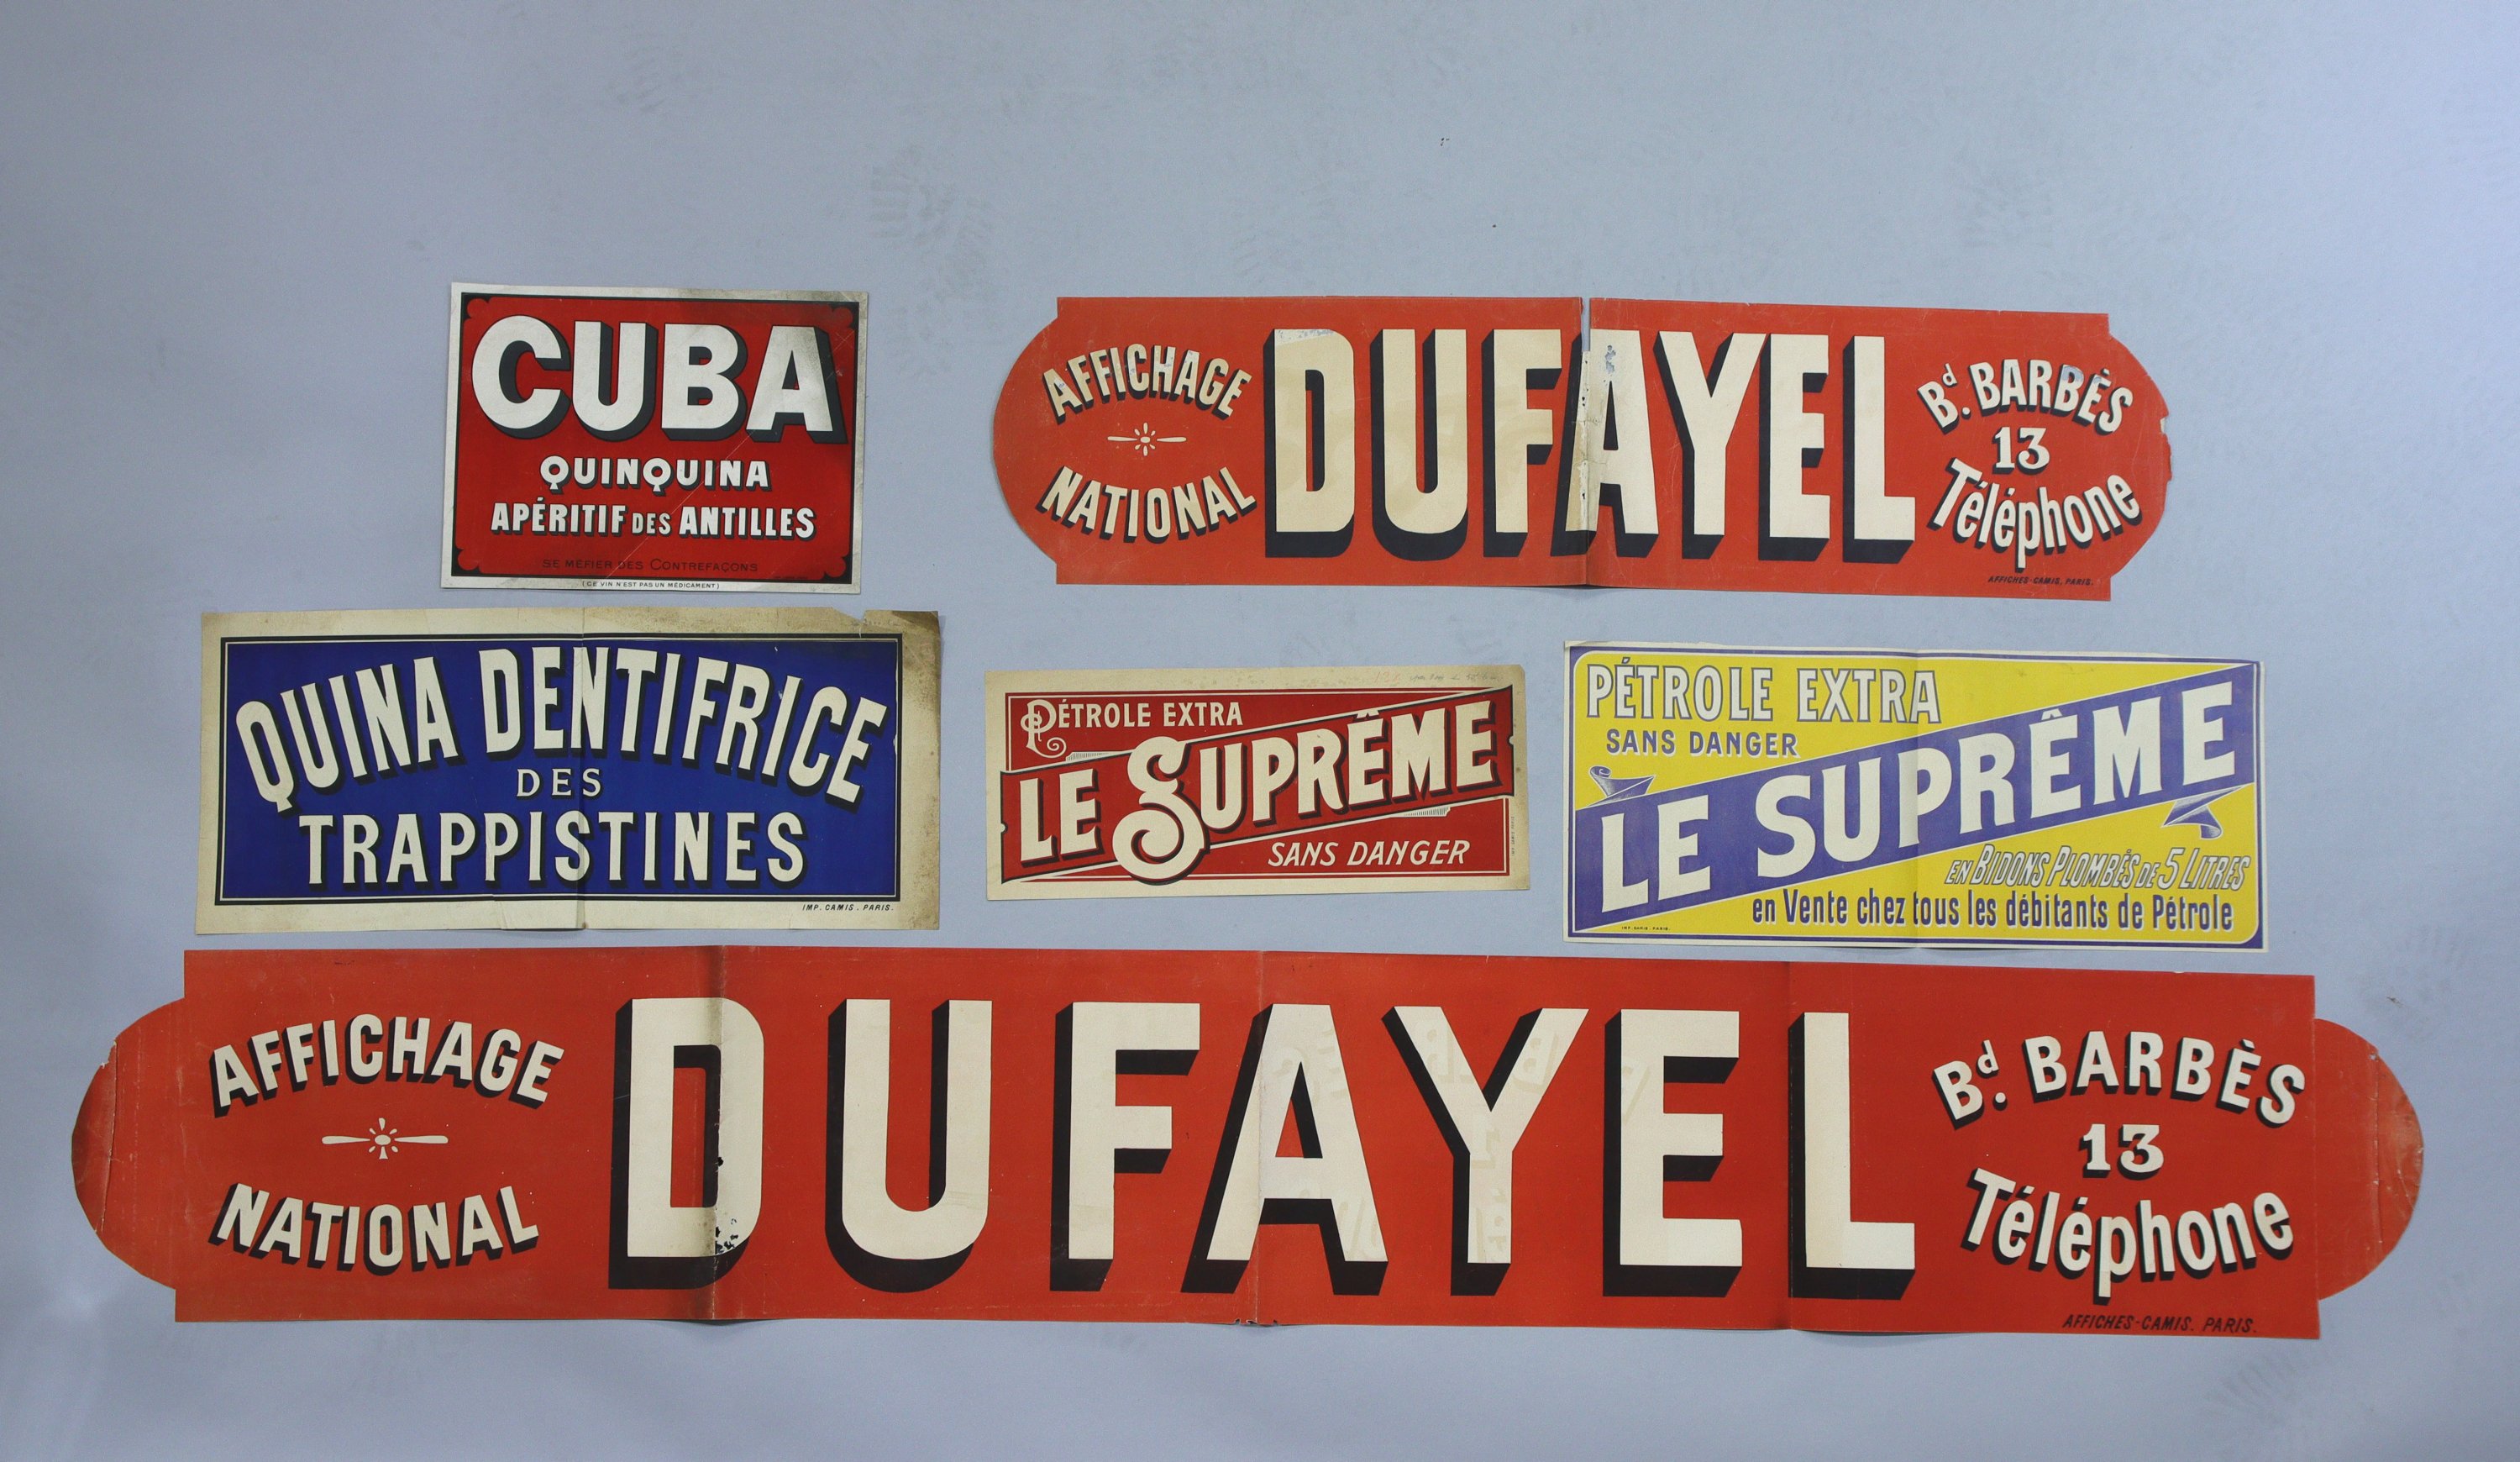 CUBA
QUINQUINA
APÉRITIF DES ANTILLES
SE MÉFIER DES CONTREFAÇONS
(CE VIN N'EST PAS UN MÉDICAMENT)
AFFICHAGE
NATIONAL
DUFAYEL
Bd. BARBÈS
13
Téléphone
AFFICHES-CAMIS, PARIS.
QUINA DENTIFRICE
DES
TRAPPISTINES
IMP. CAMIS. PARIS.
PÉTROLE EXTRA
LE SUPRÊME
SANS DANGER
PÉTROLE EXTRA
SANS DANGER
LE SUPRÊME
EN BIDONS PLOMBÉS DE 5 LITRES
en Vente chez tous les débitants de Pétrole
IMP. CAMIS. PARIS.
AFFICHAGE
NATIONAL
DUFAYEL
Bd. BARBÈS
13
Téléphone
AFFICHES-CAMIS. PARIS.